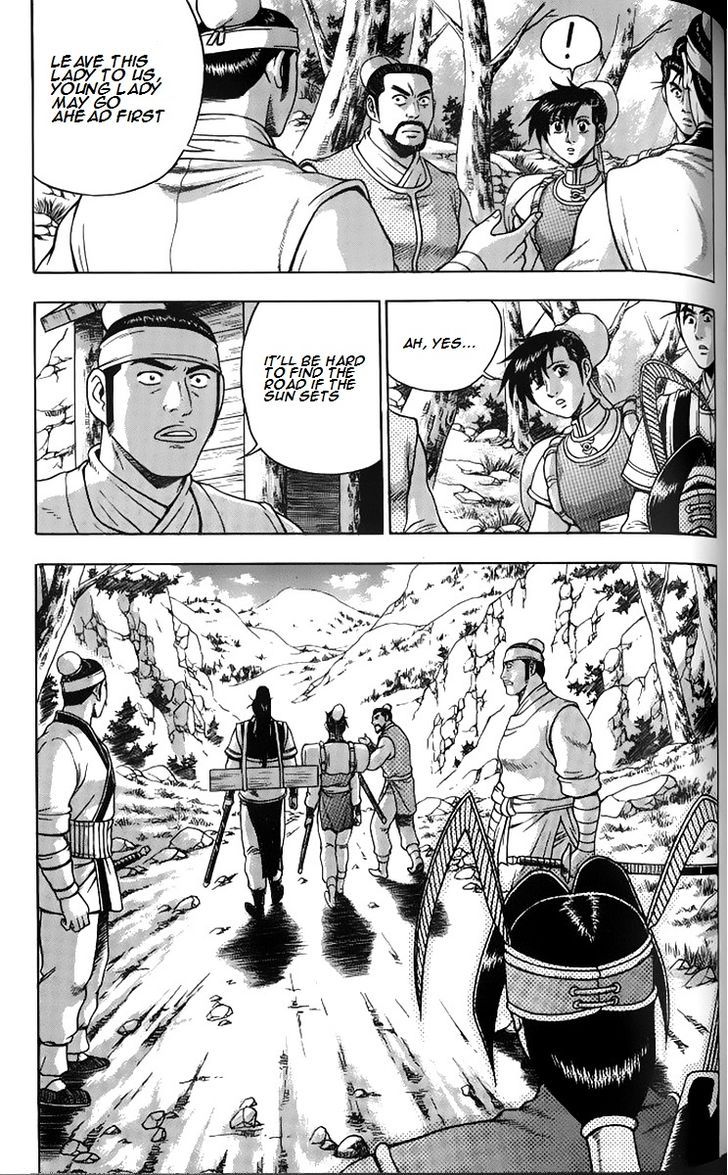 LEAVE THIS
LADY TO US,
YOUNG LADY
MAY GO
AHEAD FIRST
!
IT'LL BE HARD
TO FIND THE
ROAD IF THE
SUN SETS
AH, YES...